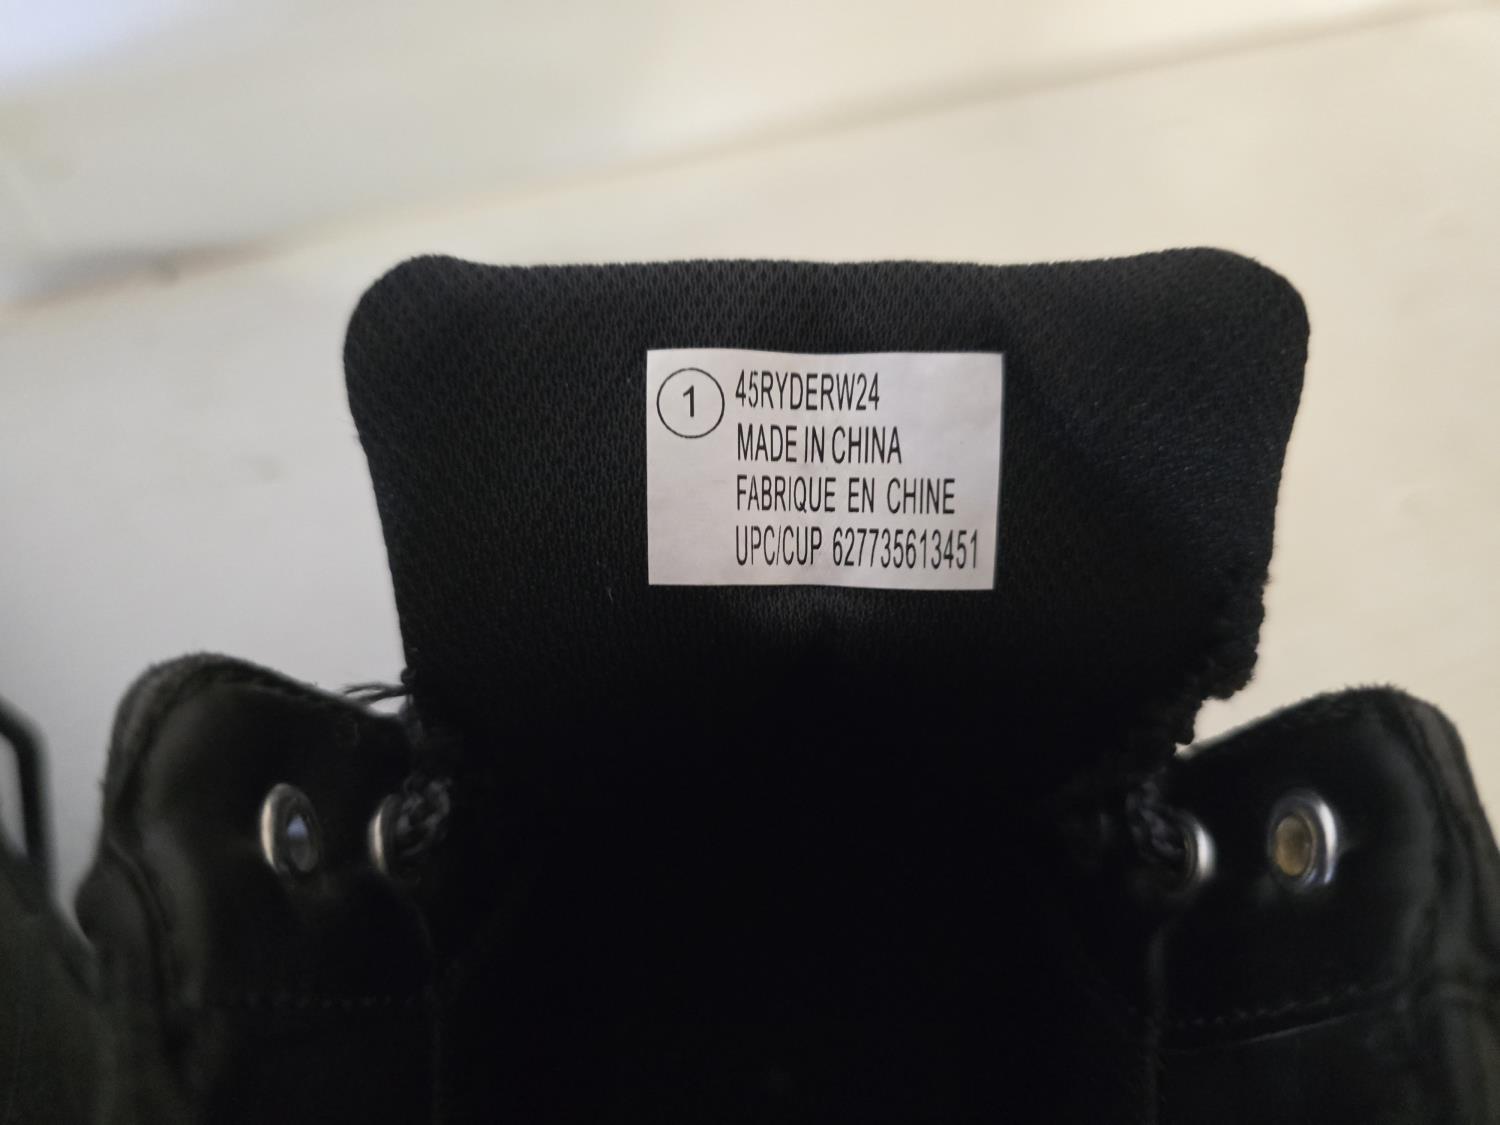 1
45RYDERW24
MADE IN CHINA
FABRIQUE EN CHINE
UPC/CUP 627735613451